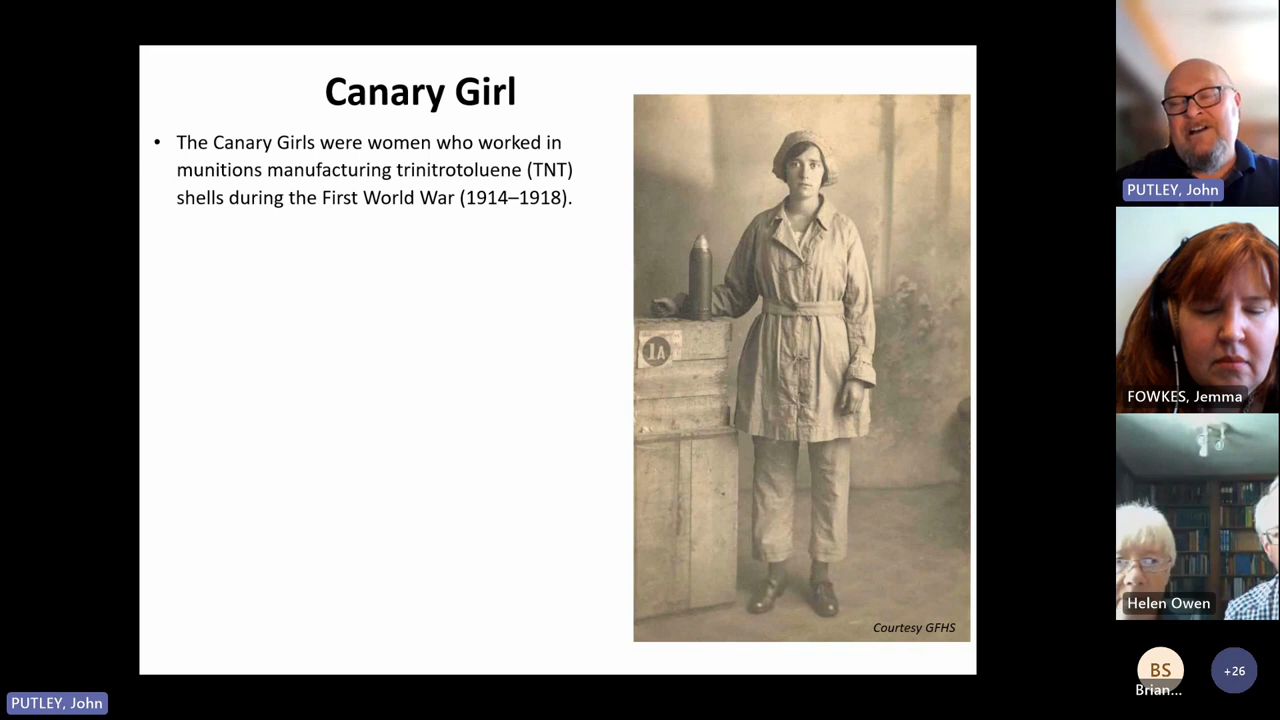 Canary Girl
• The Canary Girls were women who worked in
munitions manufacturing trinitrotoluene (TNT)
shells during the First World War (1914–1918).
1A
Courtesy GFHS
PUTLEY, John
FOWKES, Jemma
Helen Owen
BS
Brian...
+26
PUTLEY, John